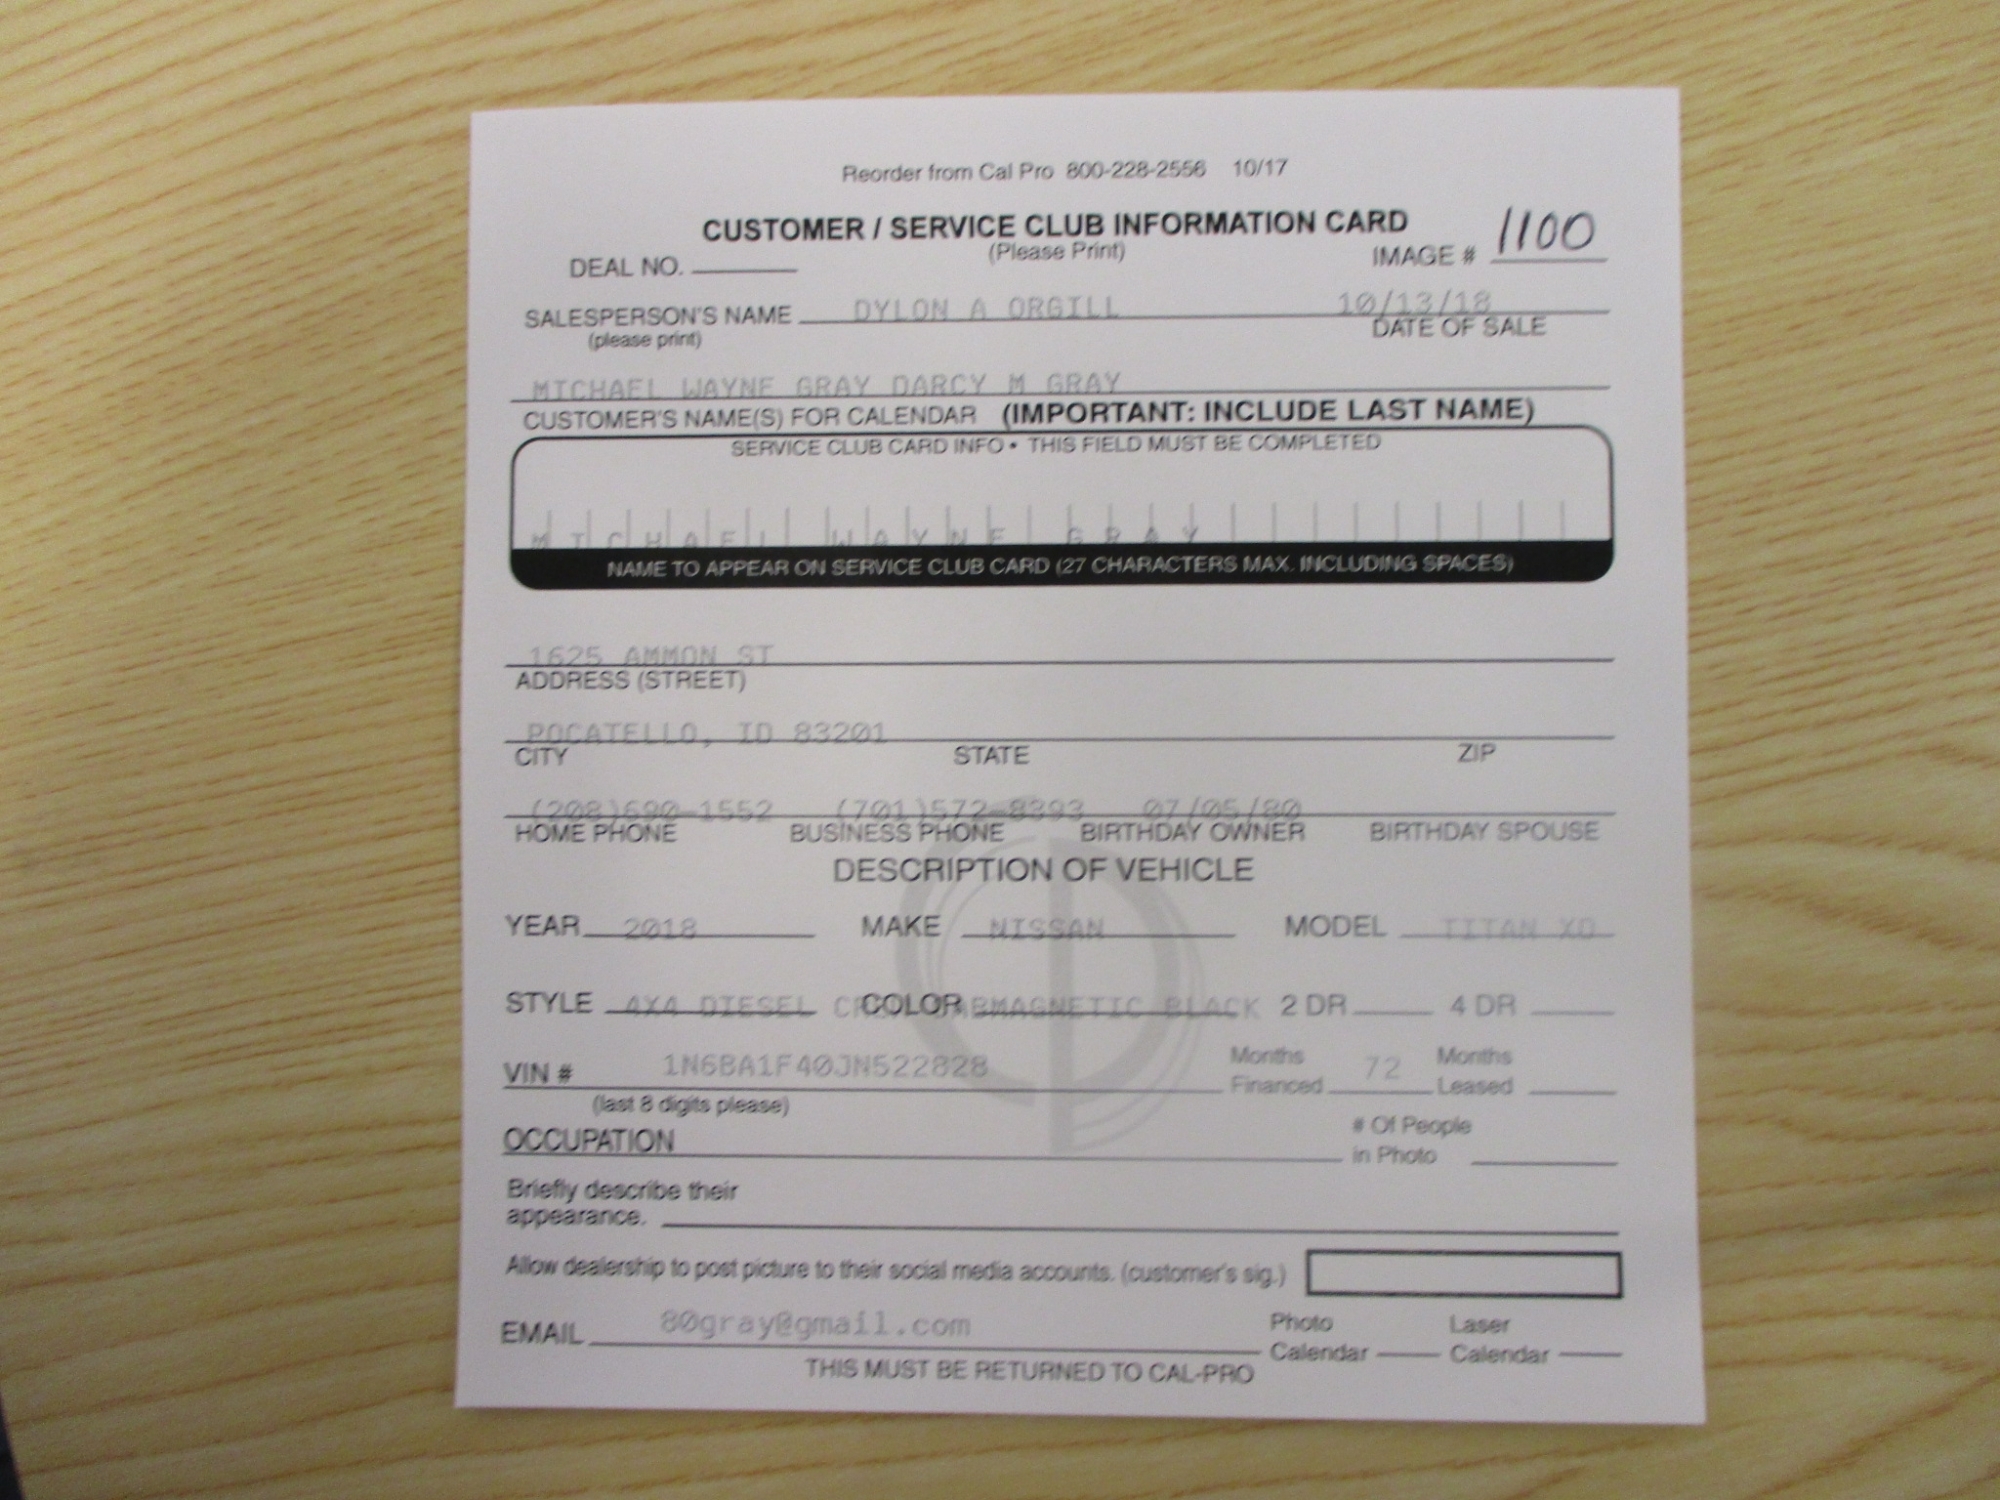 Reorder from Cal Pro 800-228-2556 10/17
CUSTOMER / SERVICE CLUB INFORMATION CARD
(Please Print)
IMAGE # 1100
DEAL NO.
SALESPERSON'S NAME DYLON A ORGILL 10/13/18
(please print) DATE OF SALE
MICHAEL WAYNE GRAY DARCY M GRAY
CUSTOMER'S NAME(S) FOR CALENDAR (IMPORTANT: INCLUDE LAST NAME)
SERVICE CLUB CARD INFO • THIS FIELD MUST BE COMPLETED
MICHAEL WAYNE GRAY
NAME TO APPEAR ON SERVICE CLUB CARD (27 CHARACTERS MAX. INCLUDING SPACES)
1625 AMMON ST
ADDRESS (STREET)
POCATELLO, ID 83201
CITY STATE ZIP
(208)690-1552 (701)572-8393 07/05/80
HOME PHONE BUSINESS PHONE BIRTHDAY OWNER BIRTHDAY SPOUSE
DESCRIPTION OF VEHICLE
YEAR 2018 MAKE NISSAN MODEL TITAN XD
STYLE 4X4 DIESEL COLOR MAGNETIC BLACK 2 DR 4 DR
VIN # 1N6BA1F40JN522828 Months Financed 72 Months Leased
(last 8 digits please)
OCCUPATION # Of People in Photo
Briefly describe their
appearance.
Allow dealership to post picture to their social media accounts. (customer's sig.)
EMAIL 80gray@gmail.com Photo Calendar Laser Calendar
THIS MUST BE RETURNED TO CAL-PRO